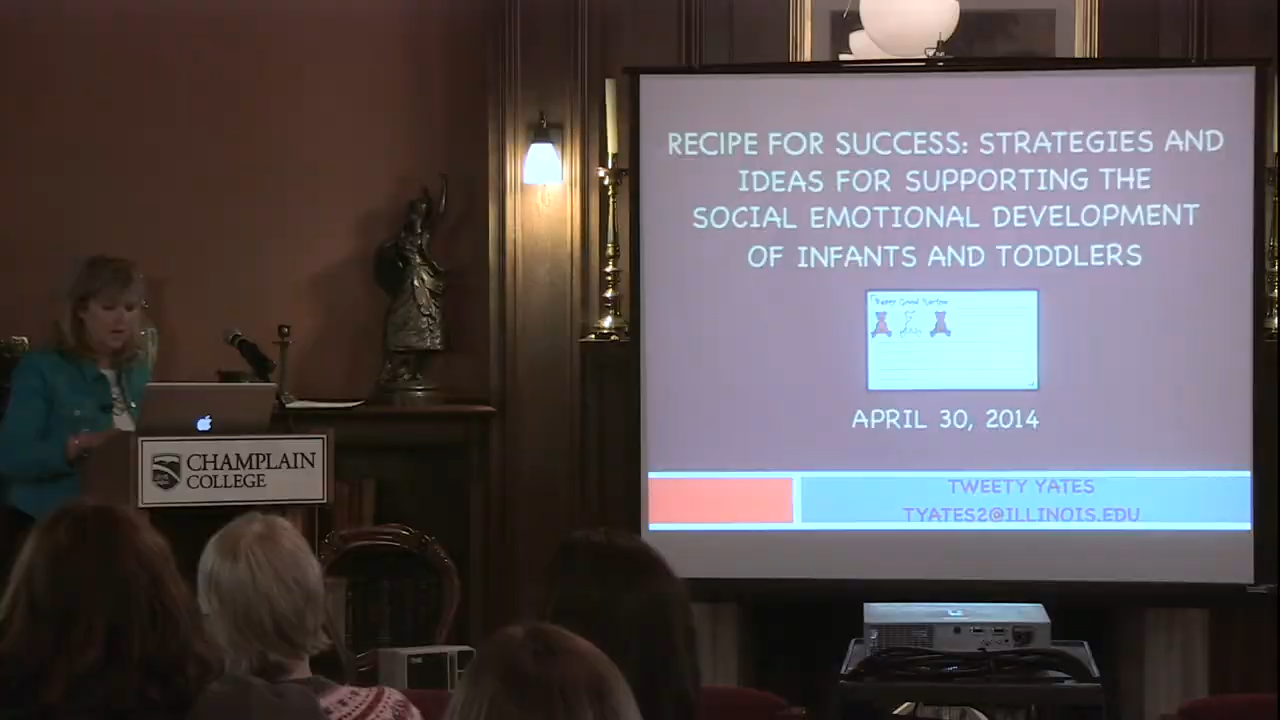 RECIPE FOR SUCCESS: STRATEGIES AND
IDEAS FOR SUPPORTING THE
SOCIAL EMOTIONAL DEVELOPMENT
OF INFANTS AND TODDLERS
APRIL 30, 2014
TWEETY YATES
TYATES2@ILLINOIS.EDU
CHAMPLAIN
COLLEGE